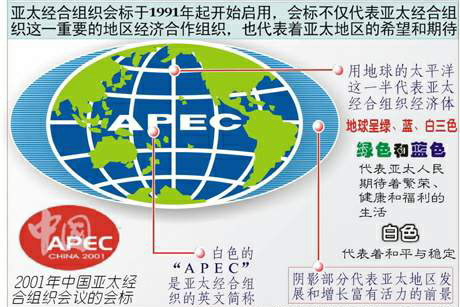 亚太经合组织会标于1991年起开始启用，会标不仅代表亚太经合组
织这一重要的地区经济合作组织，也代表着亚太地区的希望和期待
用地球的太平洋
这一半代表亚太
经合组织经济体
APEC
地球呈绿、蓝、白三色
绿色和蓝色
代表亚太人民
期待着繁荣、
健康和福利的
生活
白色
代表着和平与稳定
中国
APEC
CHINA 2001
2001年中国亚太经
合组织会议的会标
白色的
“APEC”
是亚太经合组
织的英文简称
阴影部分代表亚太地区发
展和增长富有活力的前景